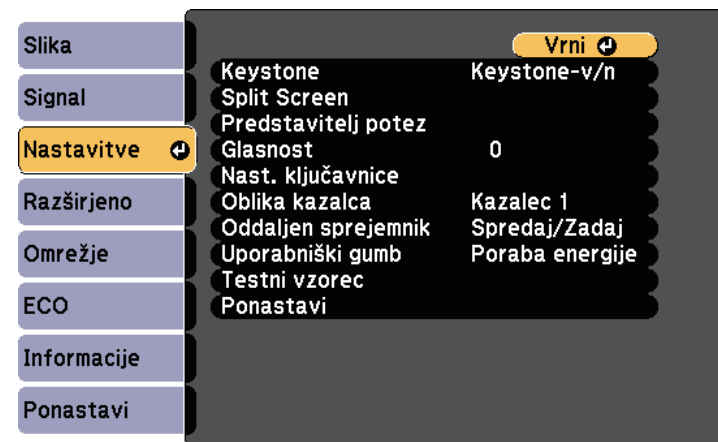 Slika
Signal
Nastavitve
Razširjeno
Omrežje
ECO
Informacije
Ponastavi
Vrni
Keystone Keystone-v/n
Split Screen
Predstavitelj potez
Glasnost 0
Nast. ključavnice
Oblika kazalca Kazalec 1
Oddaljen sprejemnik Spredaj/Zadaj
Uporabniški gumb Poraba energije
Testni vzorec
Ponastavi